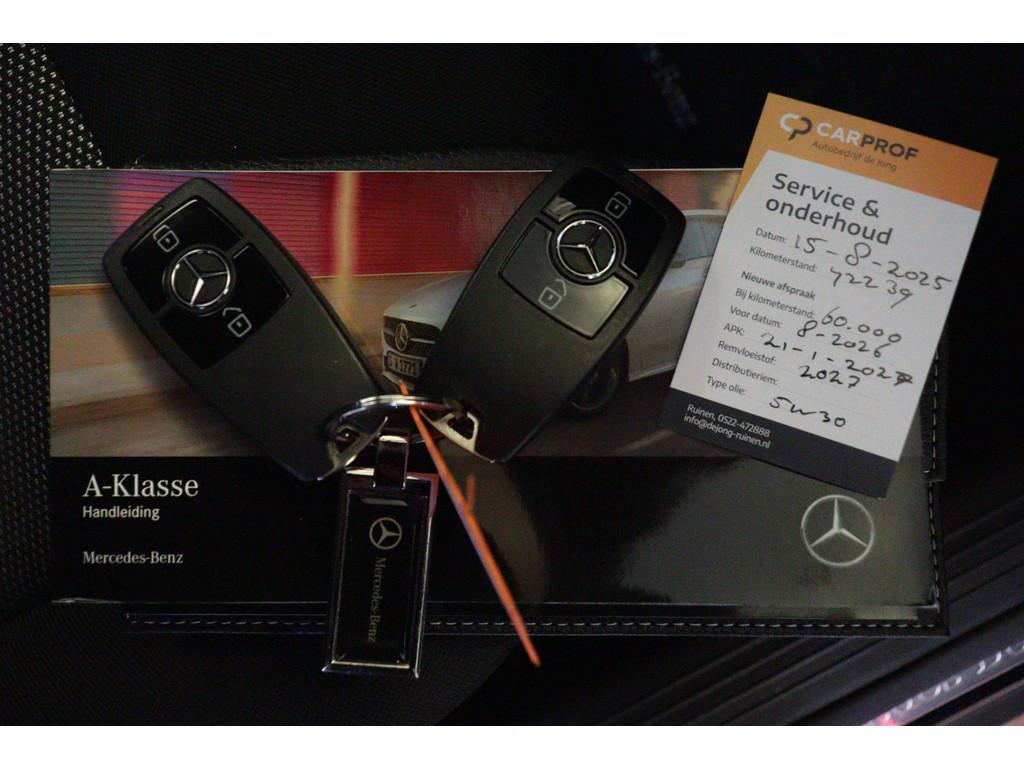 CARPROF
Autobedrijf de Jong
Service &
onderhoud
Datum: 15-8-2025
Kilometerstand: 42239
Nieuwe afspraak
Bij kilometerstand: 60.000
Voor datum: 8-2026
APK: 21-1-2027
Remvloeistof: 2027
Distributieriem:
Type olie: 5W30
Ruinen, 0522-472888
info@dejong-ruinen.nl
A-Klasse
Handleiding
Mercedes-Benz
Mercedes-Benz